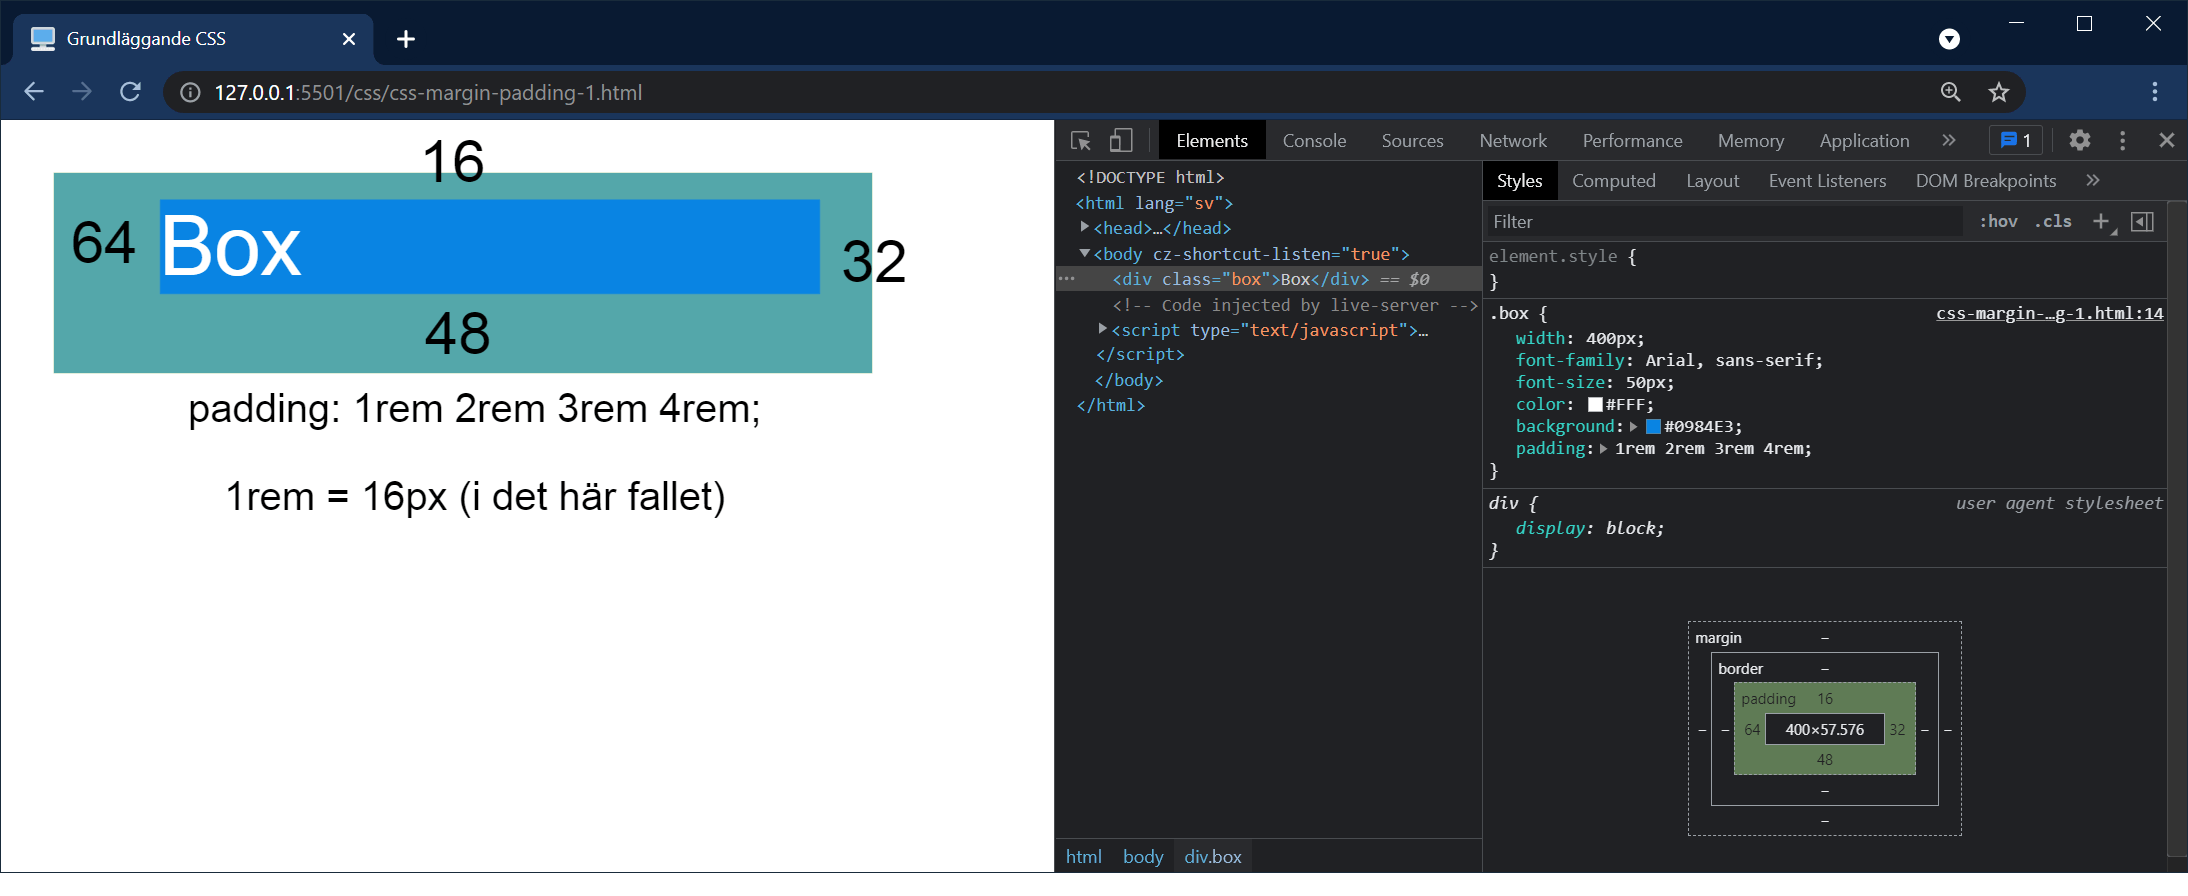 Grundläggande CSS
127.0.0.1:5501/css/css-margin-padding-1.html
16
64 Box 32
48
padding: 1rem 2rem 3rem 4rem;
1rem = 16px (i det här fallet)
Elements Console Sources Network Performance Memory Application » 1
<!DOCTYPE html>
<html lang="sv">
<head>…</head>
<body cz-shortcut-listen="true">
<div class="box">Box</div> == $0
<!-- Code injected by live-server -->
<script type="text/javascript">…
</script>
</body>
</html>
html body div.box
Styles Computed Layout Event Listeners DOM Breakpoints »
Filter :hov .cls +
element.style {
}
.box { css-margin-…g-1.html:14
width: 400px;
font-family: Arial, sans-serif;
font-size: 50px;
color: #FFF;
background: #0984E3;
padding: 1rem 2rem 3rem 4rem;
}
div { user agent stylesheet
display: block;
}
margin –
border –
padding 16
– – 64 400×57.576 32 – –
48
–
–